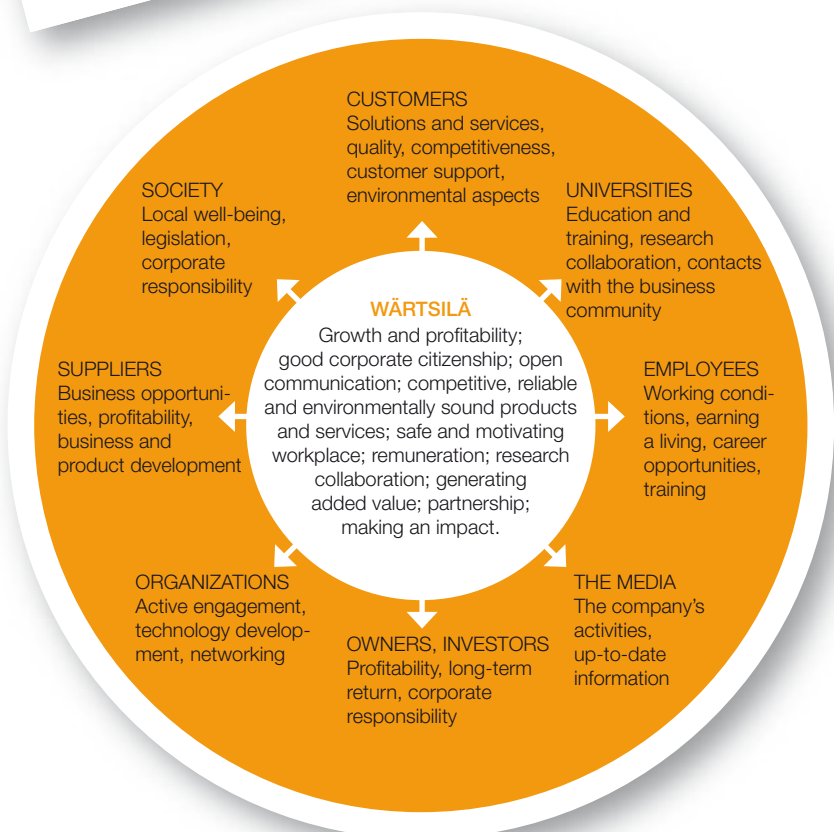 CUSTOMERS
Solutions and services,
quality, competitiveness,
customer support,
environmental aspects
UNIVERSITIES
Education and
training, research
collaboration, contacts
with the business
community
EMPLOYEES
Working condi-
tions, earning
a living, career
opportunities,
training
THE MEDIA
The company's
activities,
up-to-date
information
OWNERS, INVESTORS
Profitability, long-term
return, corporate
responsibility
ORGANIZATIONS
Active engagement,
technology develop-
ment, networking
SUPPLIERS
Business opportuni-
ties, profitability,
business and
product development
SOCIETY
Local well-being,
legislation,
corporate
responsibility
WÄRTSILÄ
Growth and profitability;
good corporate citizenship; open
communication; competitive, reliable
and environmentally sound products
and services; safe and motivating
workplace; remuneration; research
collaboration; generating
added value; partnership;
making an impact.